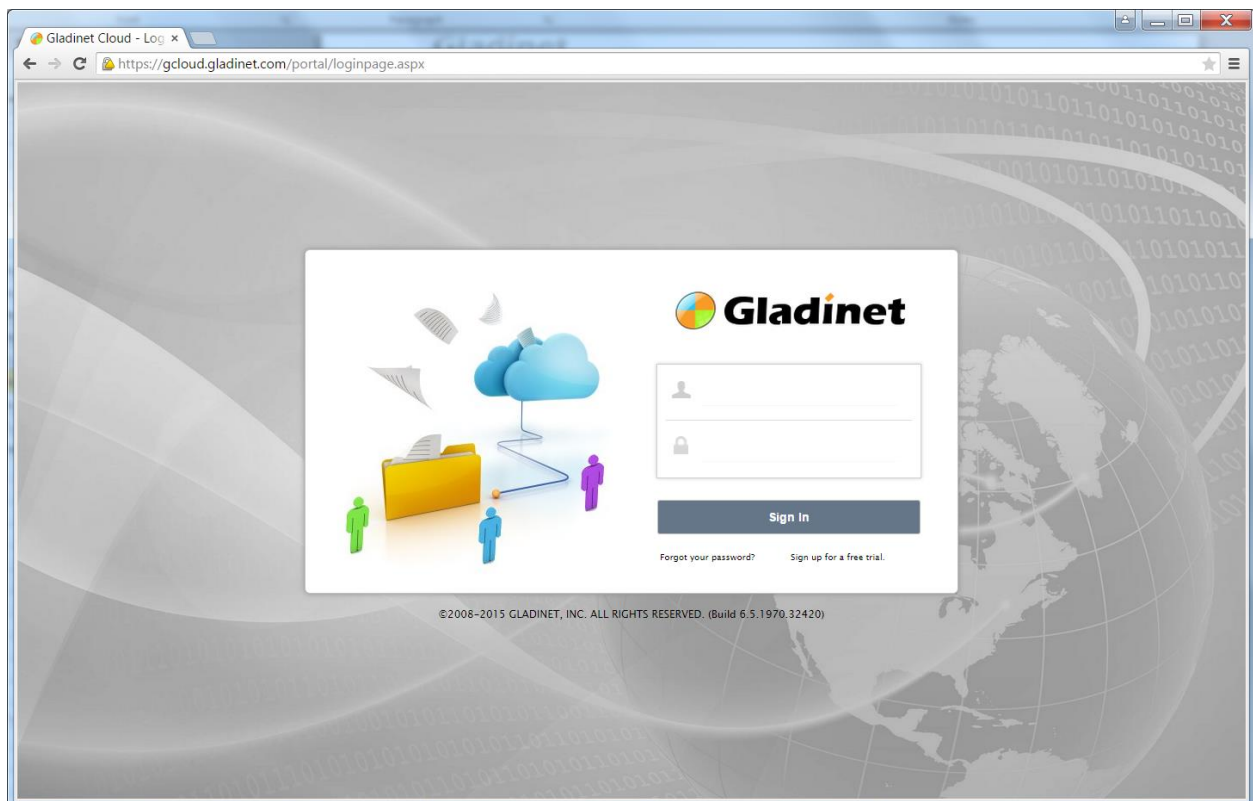 Gladinet Cloud - Log
https://gcloud.gladinet.com/portal/loginpage.aspx
Gladinet
Sign In
Forgot your password? Sign up for a free trial.
©2008-2015 GLADINET, INC. ALL RIGHTS RESERVED. (Build 6.5.1970.32420)